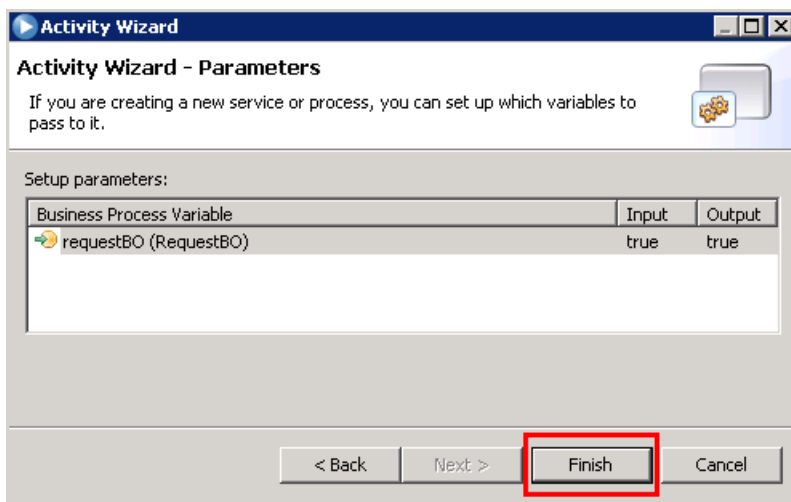 Activity Wizard
Activity Wizard - Parameters
If you are creating a new service or process, you can set up which variables to
pass to it.
Setup parameters:
Business Process Variable Input Output
requestBO (RequestBO) true true
< Back Next > Finish Cancel